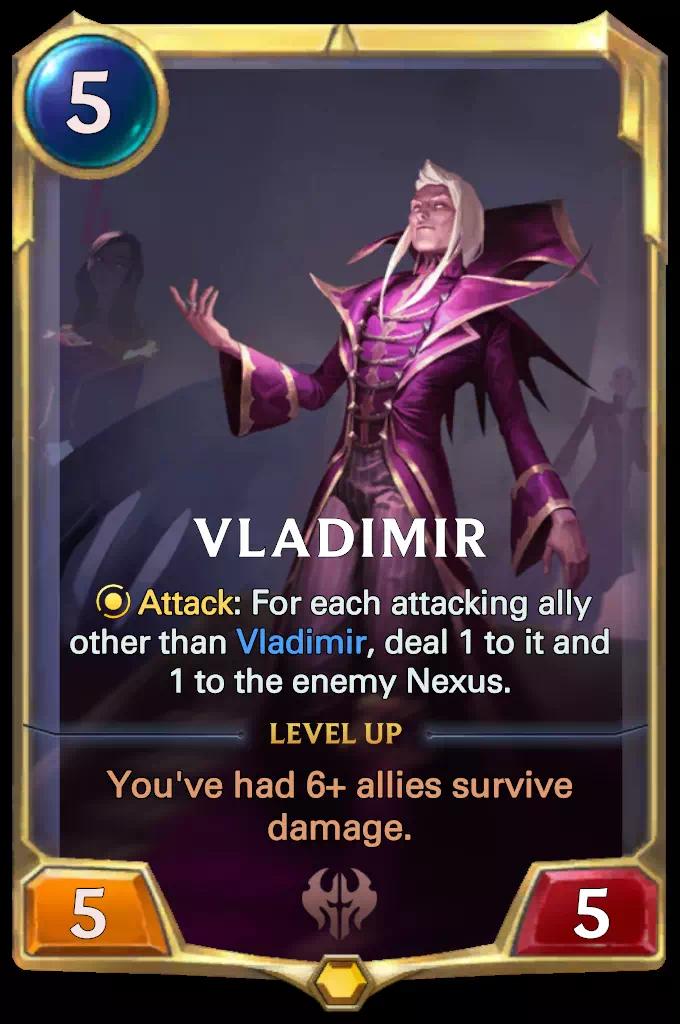 5
VLADIMIR
Attack: For each attacking ally
other than Vladimir, deal 1 to it and
1 to the enemy Nexus.
LEVEL UP
You've had 6+ allies survive
damage.
5
5